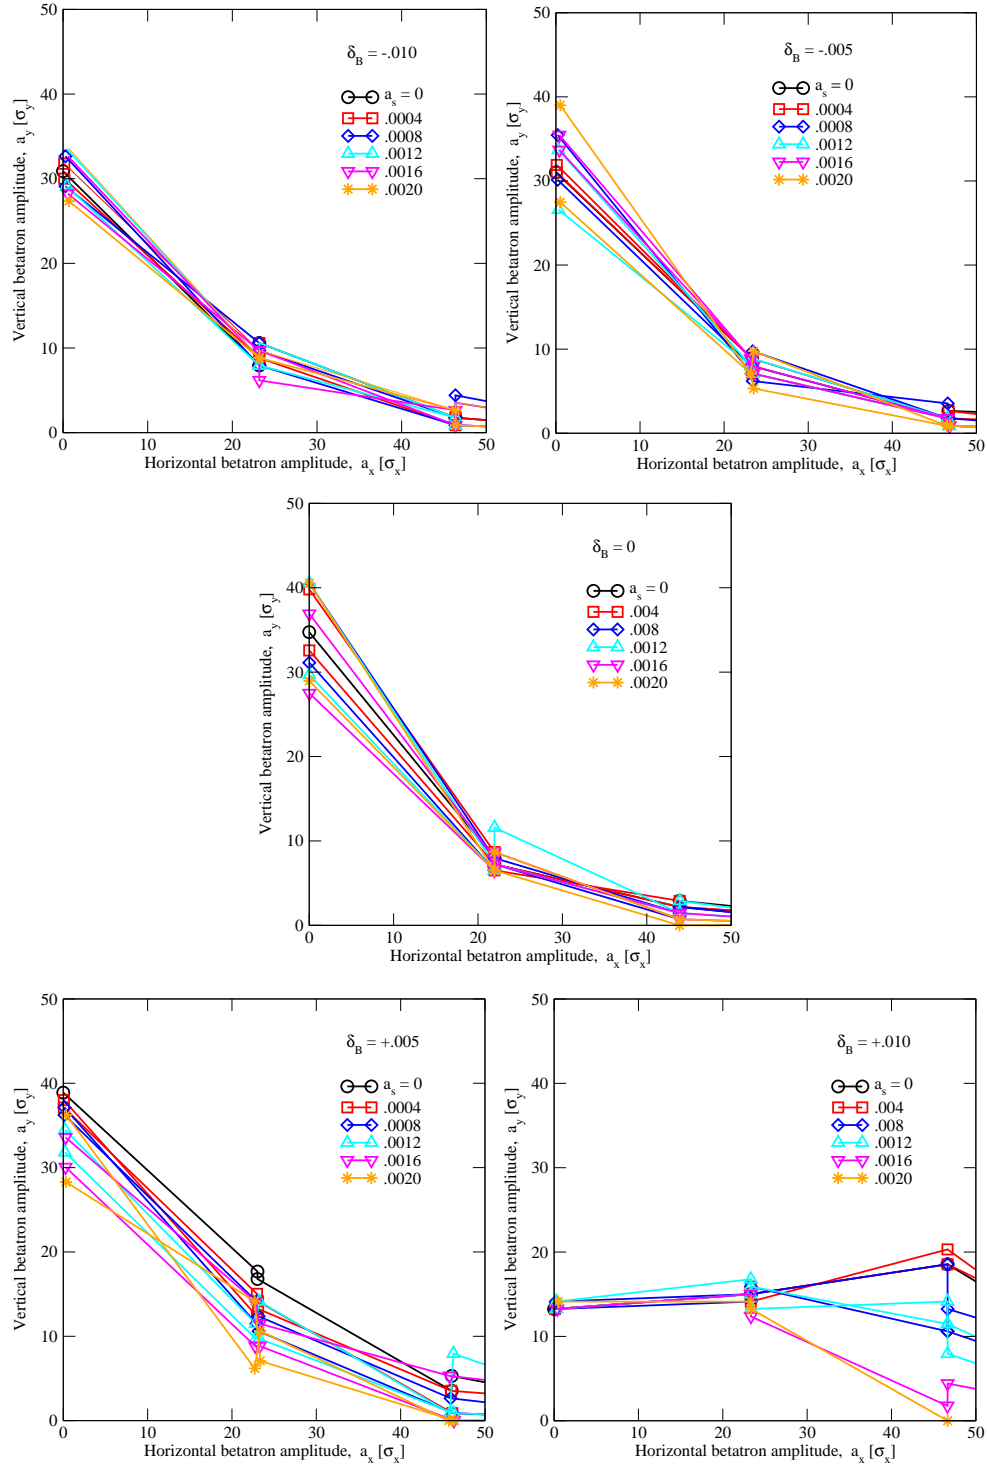 50
40
30
20
10
0
0 10 20 30 40 50
Vertical betatron amplitude, a_y [σ_y]
Horizontal betatron amplitude, a_x [σ_x]
δ_B = -.010
a_s = 0
.0004
.0008
.0012
.0016
.0020
50
40
30
20
10
0
0 10 20 30 40 50
Vertical betatron amplitude, a_y [σ_y]
Horizontal betatron amplitude, a_x [σ_x]
δ_B = -.005
a_s = 0
.0004
.0008
.0012
.0016
.0020
50
40
30
20
10
0
0 10 20 30 40 50
Vertical betatron amplitude, a_y [σ_y]
Horizontal betatron amplitude, a_x [σ_x]
δ_B = 0
a_s = 0
.004
.008
.0012
.0016
.0020
50
40
30
20
10
0
0 10 20 30 40 50
Vertical betatron amplitude, a_y [σ_y]
Horizontal betatron amplitude, a_x [σ_x]
δ_B = +.005
a_s = 0
.0004
.0008
.0012
.0016
.0020
50
40
30
20
10
0
0 10 20 30 40 50
Vertical betatron amplitude, a_y [σ_y]
Horizontal betatron amplitude, a_x [σ_x]
δ_B = +.010
a_s = 0
.004
.008
.0012
.0016
.0020